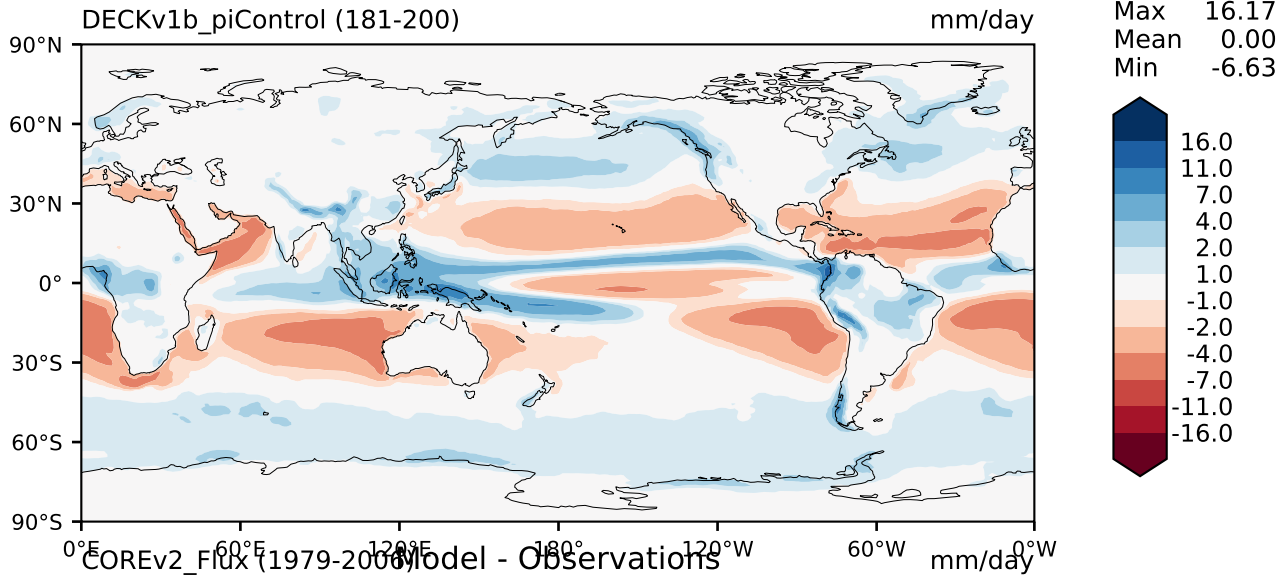 DECKv1b_piControl (181-200) mm/day
Max 16.17
Mean 0.00
Min -6.63
90°N
60°N
30°N
0°
30°S
60°S
90°S
16.0
11.0
7.0
4.0
2.0
1.0
-1.0
-2.0
-4.0
-7.0
-11.0
-16.0
0°E 60°E 120°E 180° 120°W 60°W 0°W
COREv2_Flux (1979-2006) Model - Observations mm/day